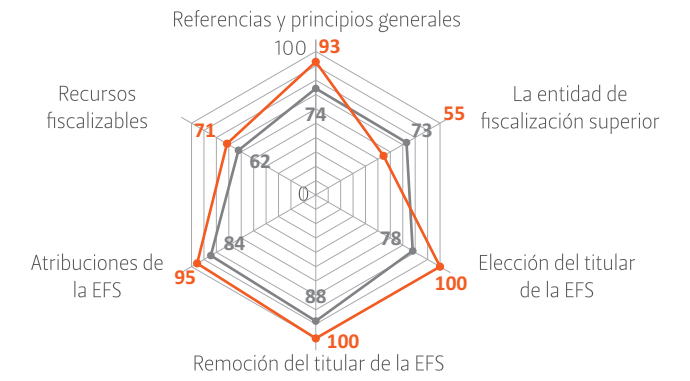 Referencias y principios generales
100
93
Recursos
fiscalizables
La entidad de
fiscalización superior
71
74
73
55
62
0
84
78
Atribuciones de
la EFS
95
Elección del titular
de la EFS
100
88
100
Remoción del titular de la EFS